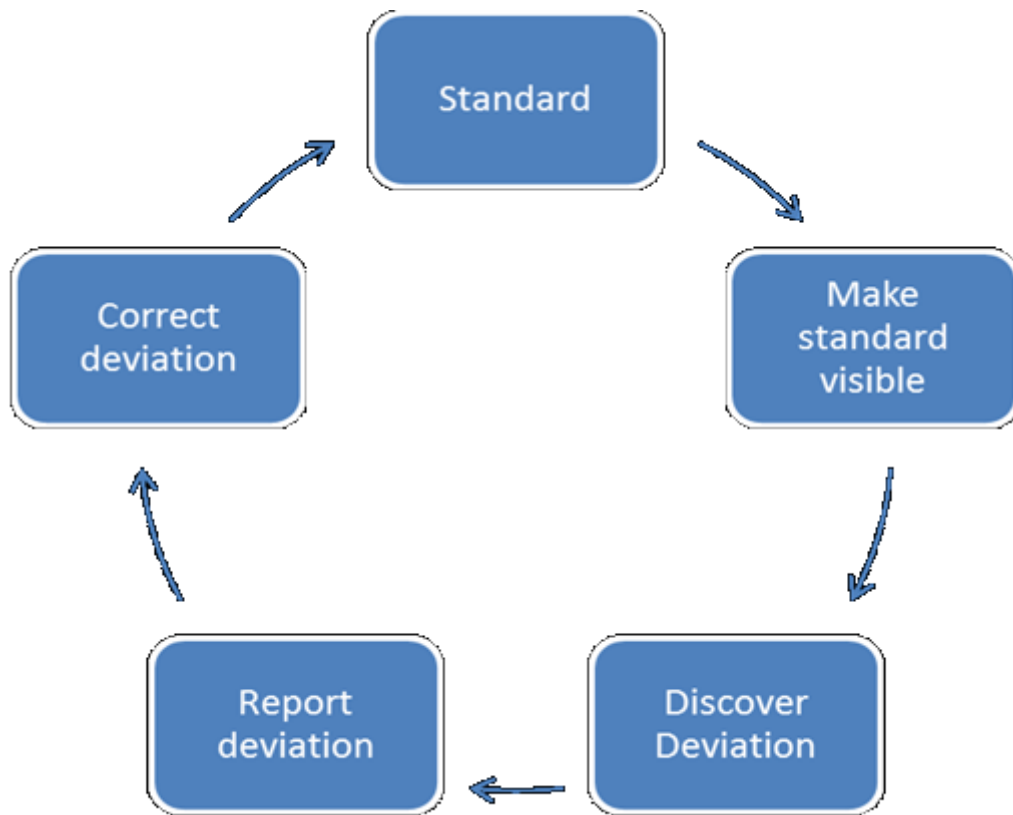 Standard
Make
standard
visible
Discover
Deviation
Report
deviation
Correct
deviation